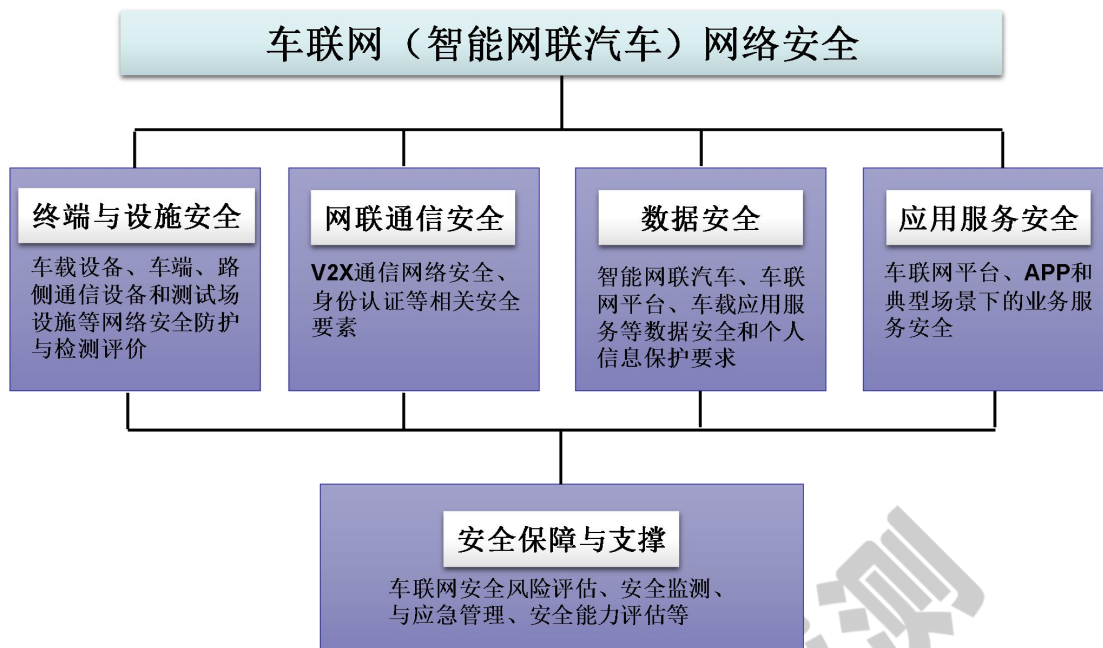 车联网（智能网联汽车）网络安全
终端与设施安全
车载设备、车端、路
侧通信设备和测试场
设施等网络安全防护
与检测评价
网联通信安全
V2X通信网络安全、
身份认证等相关安全
要素
数据安全
智能网联汽车、车联
网平台、车载应用服
务等数据安全和个人
信息保护要求
应用服务安全
车联网平台、APP和
典型场景下的业务服
务安全
安全保障与支撑
车联网安全风险评估、安全监测、
与应急管理、安全能力评估等
测